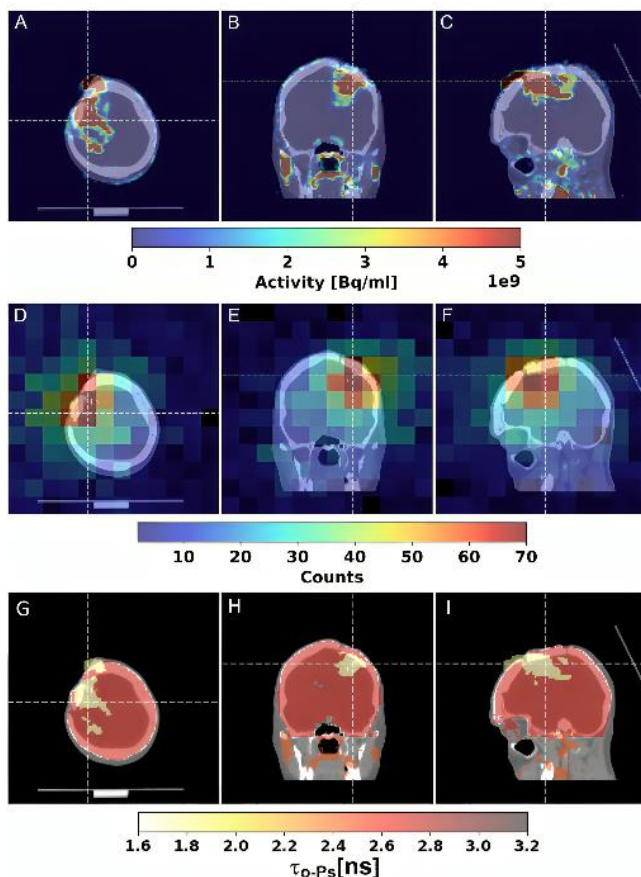 A B C
0 1 2 3 4 5
Activity [Bq/ml] 1e9
D E F
10 20 30 40 50 60 70
Counts
G H I
1.6 1.8 2.0 2.2 2.4 2.6 2.8 3.0 3.2
τo-Ps[ns]